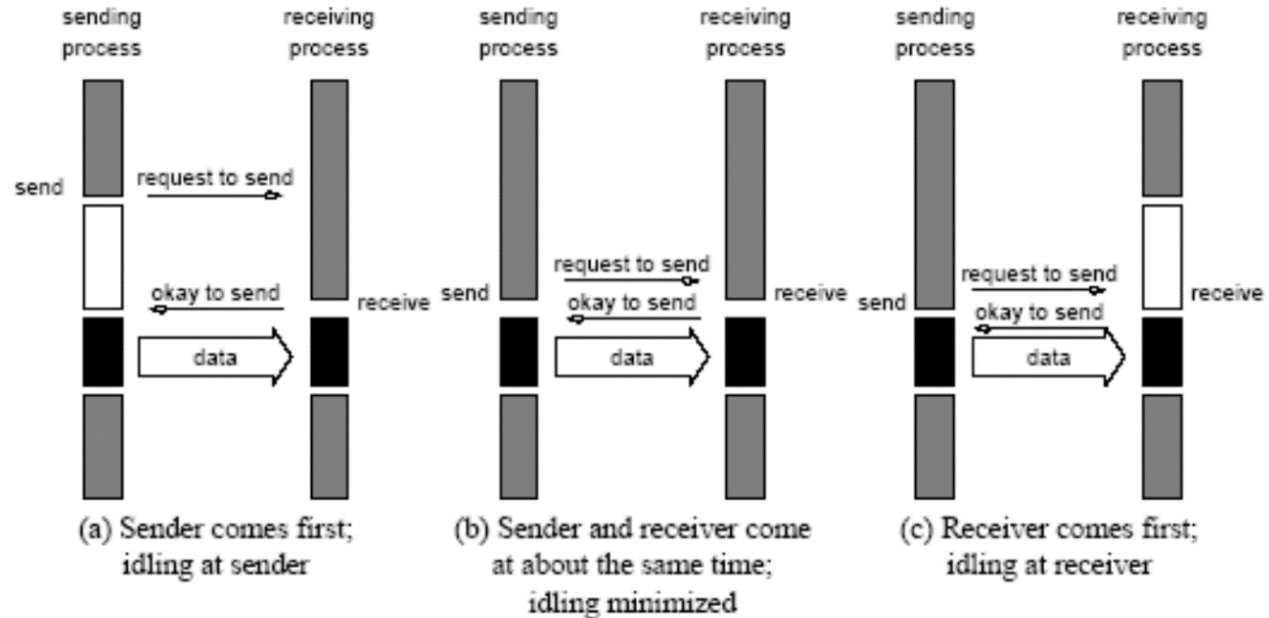 sending
process
receiving
process
send
request to send
okay to send
receive
data
(a) Sender comes first;
idling at sender
sending
process
receiving
process
request to send
send
okay to send
receive
data
(b) Sender and receiver come
at about the same time;
idling minimized
sending
process
receiving
process
request to send
send
okay to send
receive
data
(c) Receiver comes first;
idling at receiver